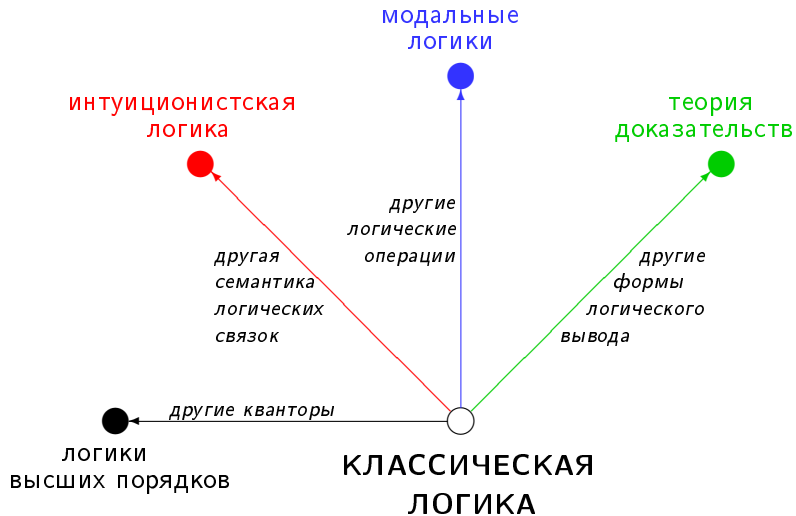 модальные
логики
интуиционистская
логика
теория
доказательств
другие
логические
операции
другая
семантика
логических
связок
другие
формы
логического
вывода
другие кванторы
логики
высших порядков
КЛАССИЧЕСКАЯ
ЛОГИКА